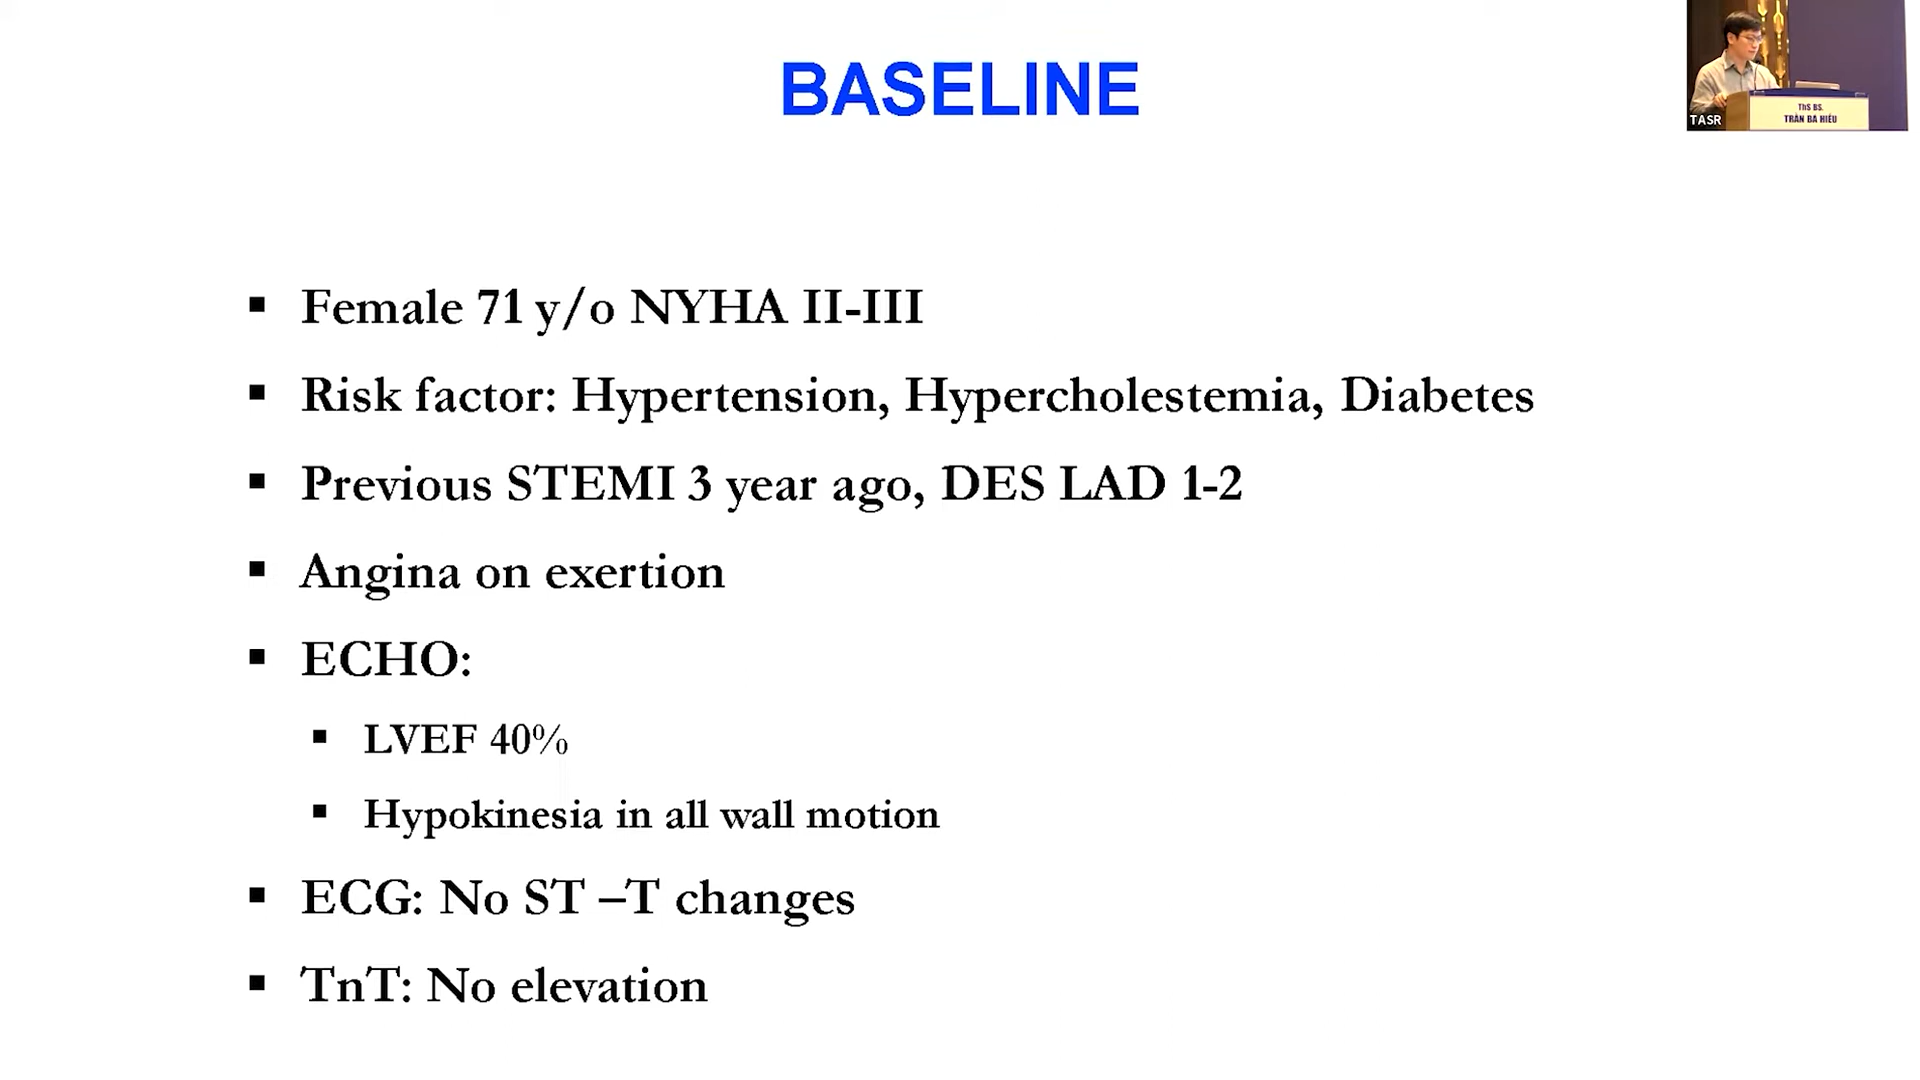 BASELINE
TASR
ThS BS.
TRẦN BÁ HIẾU
▪ Female 71 y/o NYHA II-III
▪ Risk factor: Hypertension, Hypercholestemia, Diabetes
▪ Previous STEMI 3 year ago, DES LAD 1-2
▪ Angina on exertion
▪ ECHO:
▪ LVEF 40%
▪ Hypokinesia in all wall motion
▪ ECG: No ST –T changes
▪ TnT: No elevation